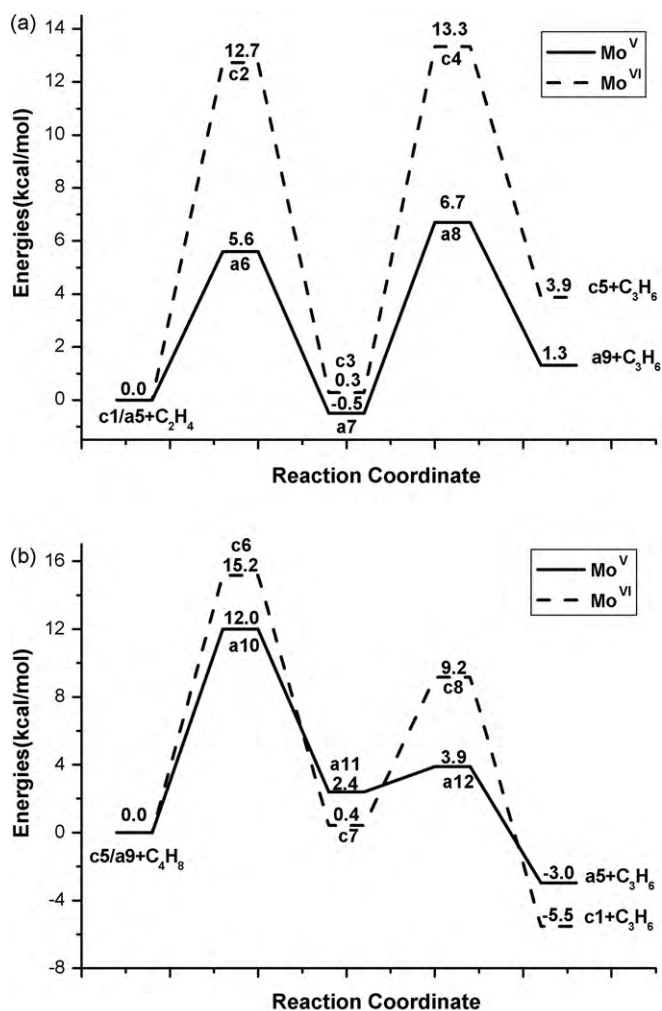 (a)
14
12
10
8
6
4
2
0
Energies(kcal/mol)
12.7
c2
13.3
c4
Mo^V
Mo^VI
5.6
a6
6.7
a8
3.9
c5+C₃H₆
c3
0.3
-0.5
a7
1.3
a9+C₃H₆
0.0
c1/a5+C₂H₄
Reaction Coordinate
(b)
16
12
8
4
0
-4
-8
Energies(kcal/mol)
c6
15.2
12.0
a10
Mo^V
Mo^VI
9.2
c8
a11
2.4
3.9
a12
0.4
c7
0.0
c5/a9+C₄H₈
-3.0
a5+C₃H₆
-5.5
c1+C₃H₆
Reaction Coordinate